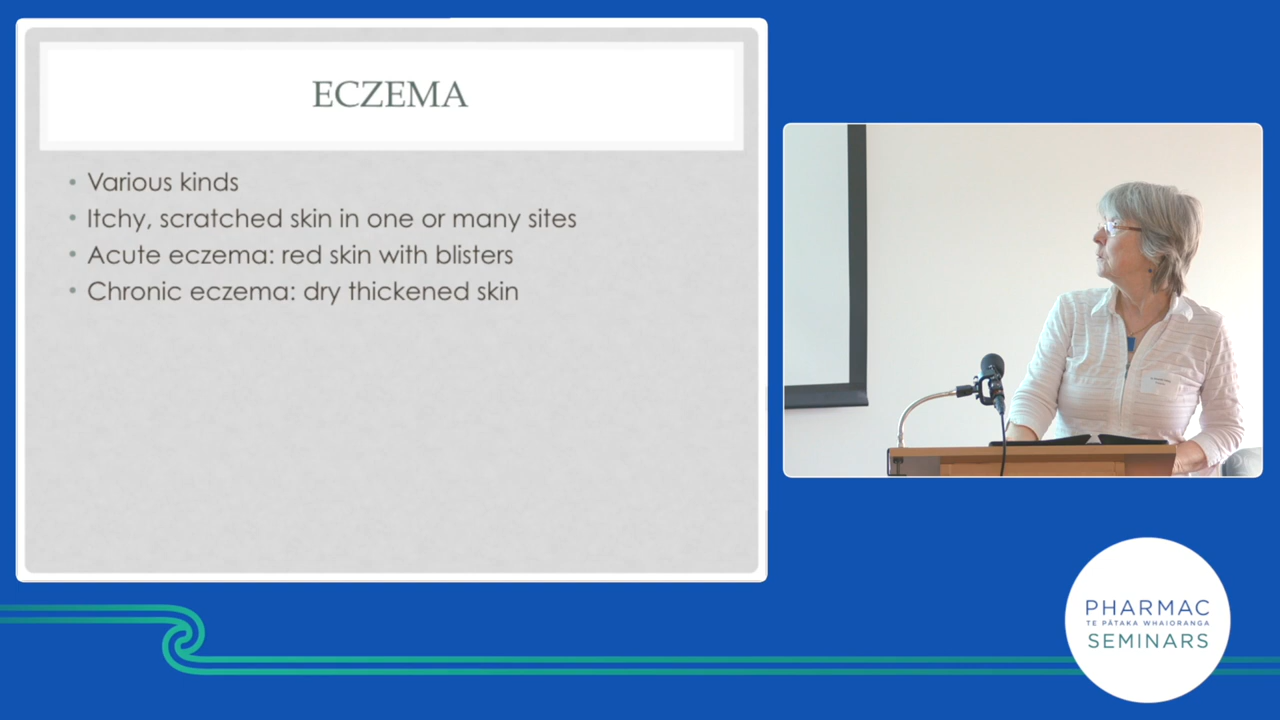 ECZEMA
• Various kinds
• Itchy, scratched skin in one or many sites
• Acute eczema: red skin with blisters
• Chronic eczema: dry thickened skin
PHARMAC
TE PĀTAKA WHAIORANGA
SEMINARS